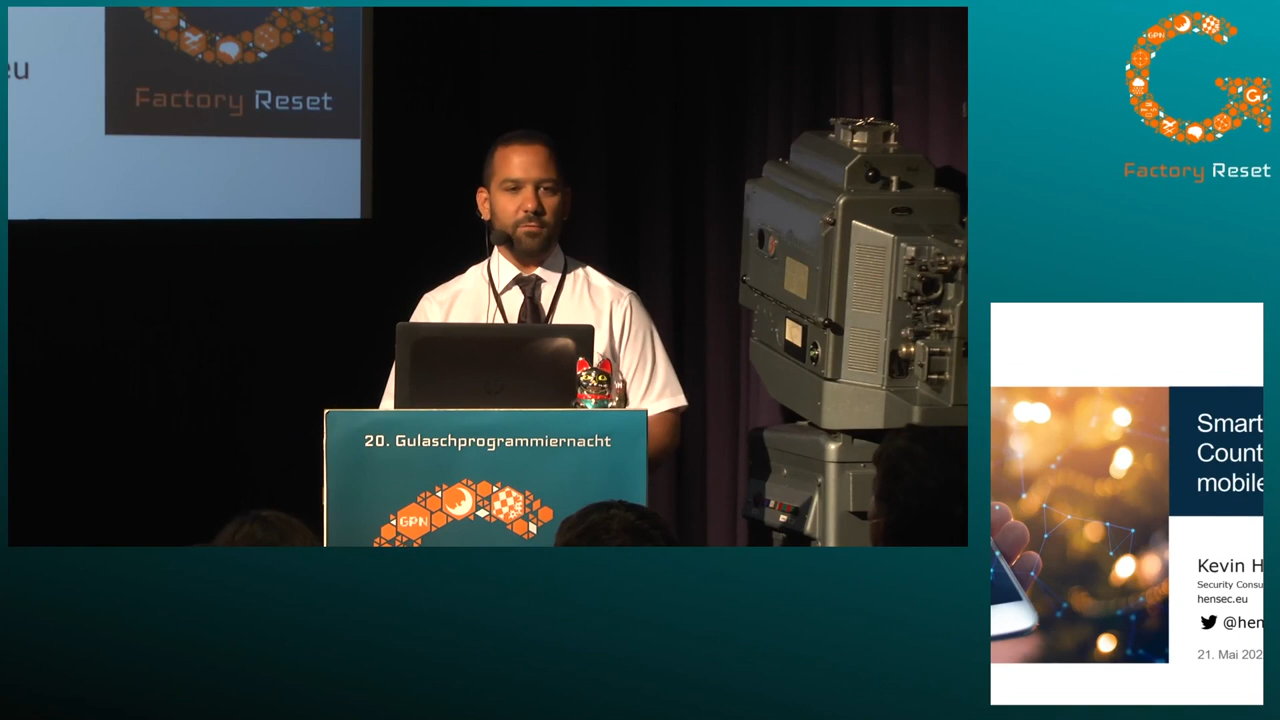 eu
Factory Reset
20. Gulaschprogrammiernacht
GPN
GPN
Factory Reset
Smart
Count
mobile
Kevin H
Security Consu
hensec.eu
@hen
21. Mai 202